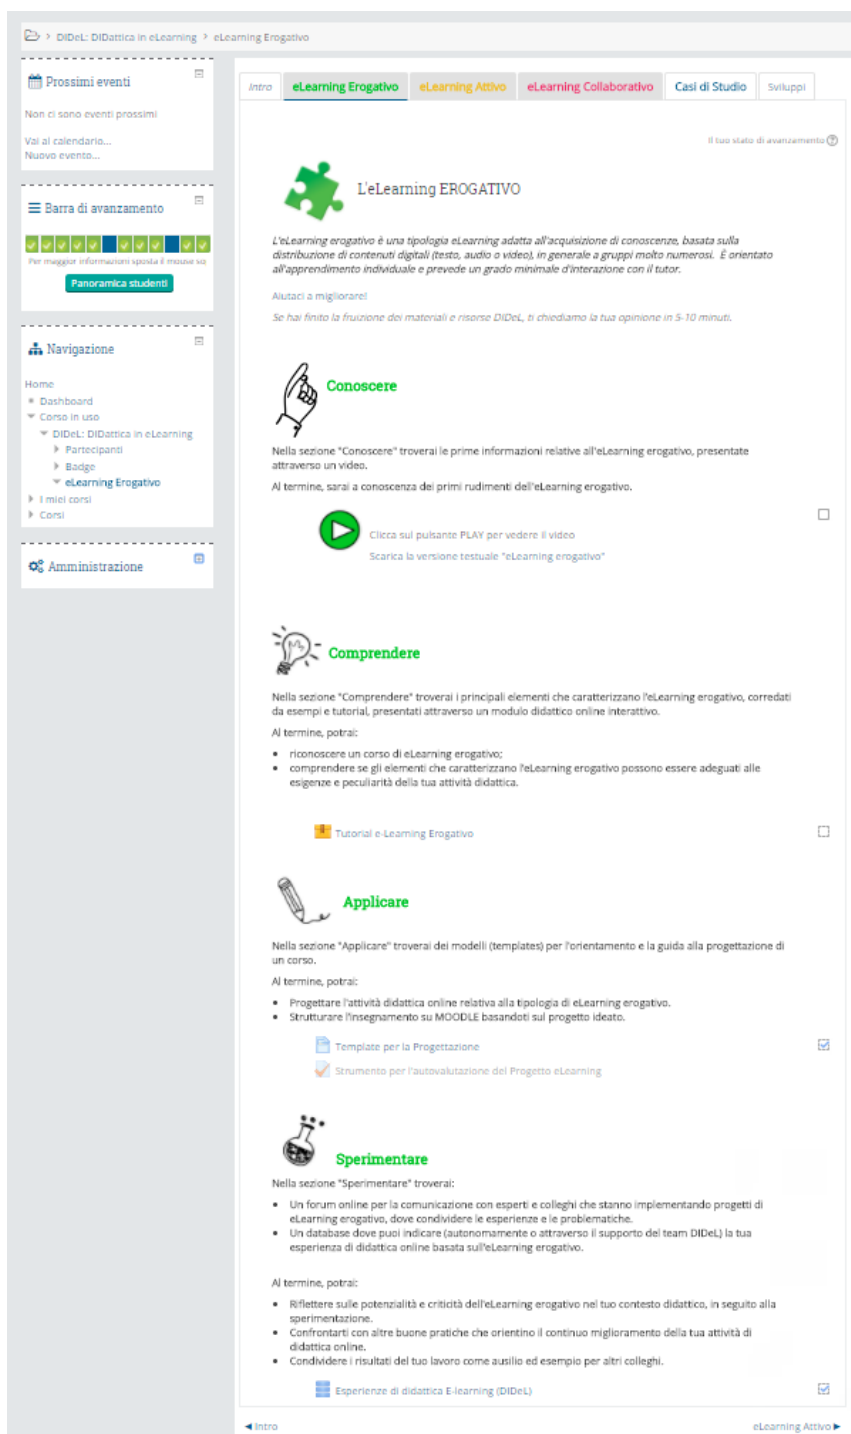 DIDeL: DIDattica in eLearning > eLearning Erogativo
Prossimi eventi
Non ci sono eventi prossimi
Vai al calendario...
Nuovo evento...
Barra di avanzamento
Per maggior informazioni sposta il mouse so
Panoramica studenti
Navigazione
Home
Dashboard
Corso in uso
DIDeL: DIDattica in eLearning
Partecipanti
Badge
eLearning Erogativo
I miei corsi
Corsi
Amministrazione
Intro eLearning Erogativo eLearning Attivo eLearning Collaborativo Casi di Studio Sviluppi
Il tuo stato di avanzamento
L'eLearning EROGATIVO
L'eLearning erogativo è una tipologia eLearning adatta all'acquisizione di conoscenze, basata sulla
distribuzione di contenuti digitali (testo, audio o video), in generale a gruppi molto numerosi. È orientato
all'apprendimento individuale e prevede un grado minimale d'interazione con il tutor.
Aiutaci a migliorare!
Se hai finito la fruizione dei materiali e risorse DIDeL, ti chiediamo la tua opinione in 5-10 minuti.
Conoscere
Nella sezione "Conoscere" troverai le prime informazioni relative all'eLearning erogativo, presentate
attraverso un video.
Al termine, sarai a conoscenza dei primi rudimenti dell'eLearning erogativo.
Clicca sul pulsante PLAY per vedere il video
Scarica la versione testuale "eLearning erogativo"
Comprendere
Nella sezione "Comprendere" troverai i principali elementi che caratterizzano l'eLearning erogativo, corredati
da esempi e tutorial, presentati attraverso un modulo didattico online interattivo.
Al termine, potrai:
• riconoscere un corso di eLearning erogativo;
• comprendere se gli elementi che caratterizzano l'eLearning erogativo possono essere adeguati alle
esigenze e peculiarità della tua attività didattica.
Tutorial e-Learning Erogativo
Applicare
Nella sezione "Applicare" troverai dei modelli (templates) per l'orientamento e la guida alla progettazione di
un corso.
Al termine, potrai:
• Progettare l'attività didattica online relativa alla tipologia di eLearning erogativo.
• Strutturare l'insegnamento su MOODLE basandoti sul progetto ideato.
Template per la Progettazione
Strumento per l'autovalutazione del Progetto eLearning
Sperimentare
Nella sezione "Sperimentare" troverai:
• Un forum online per la comunicazione con esperti e colleghi che stanno implementando progetti di
eLearning erogativo, dove condividere le esperienze e le problematiche.
• Un database dove puoi indicare (autonomamente o attraverso il supporto del team DIDeL) la tua
esperienza di didattica online basata sull'eLearning erogativo.
Al termine, potrai:
• Riflettere sulle potenzialità e criticità dell'eLearning erogativo nel tuo contesto didattico, in seguito alla
sperimentazione.
• Confrontarti con altre buone pratiche che orientino il continuo miglioramento della tua attività di
didattica online.
• Condividere i risultati del tuo lavoro come ausilio ed esempio per altri colleghi.
Esperienze di didattica E-learning (DIDeL)
◄ Intro
eLearning Attivo ►